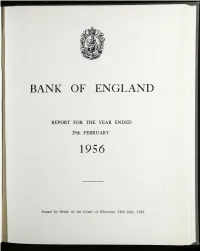 BANK OF ENGLAND
REPORT FOR THE YEAR ENDED
29th FEBRUARY
1956
Issued by Order of the Court of Directors, 19th July, 1956.